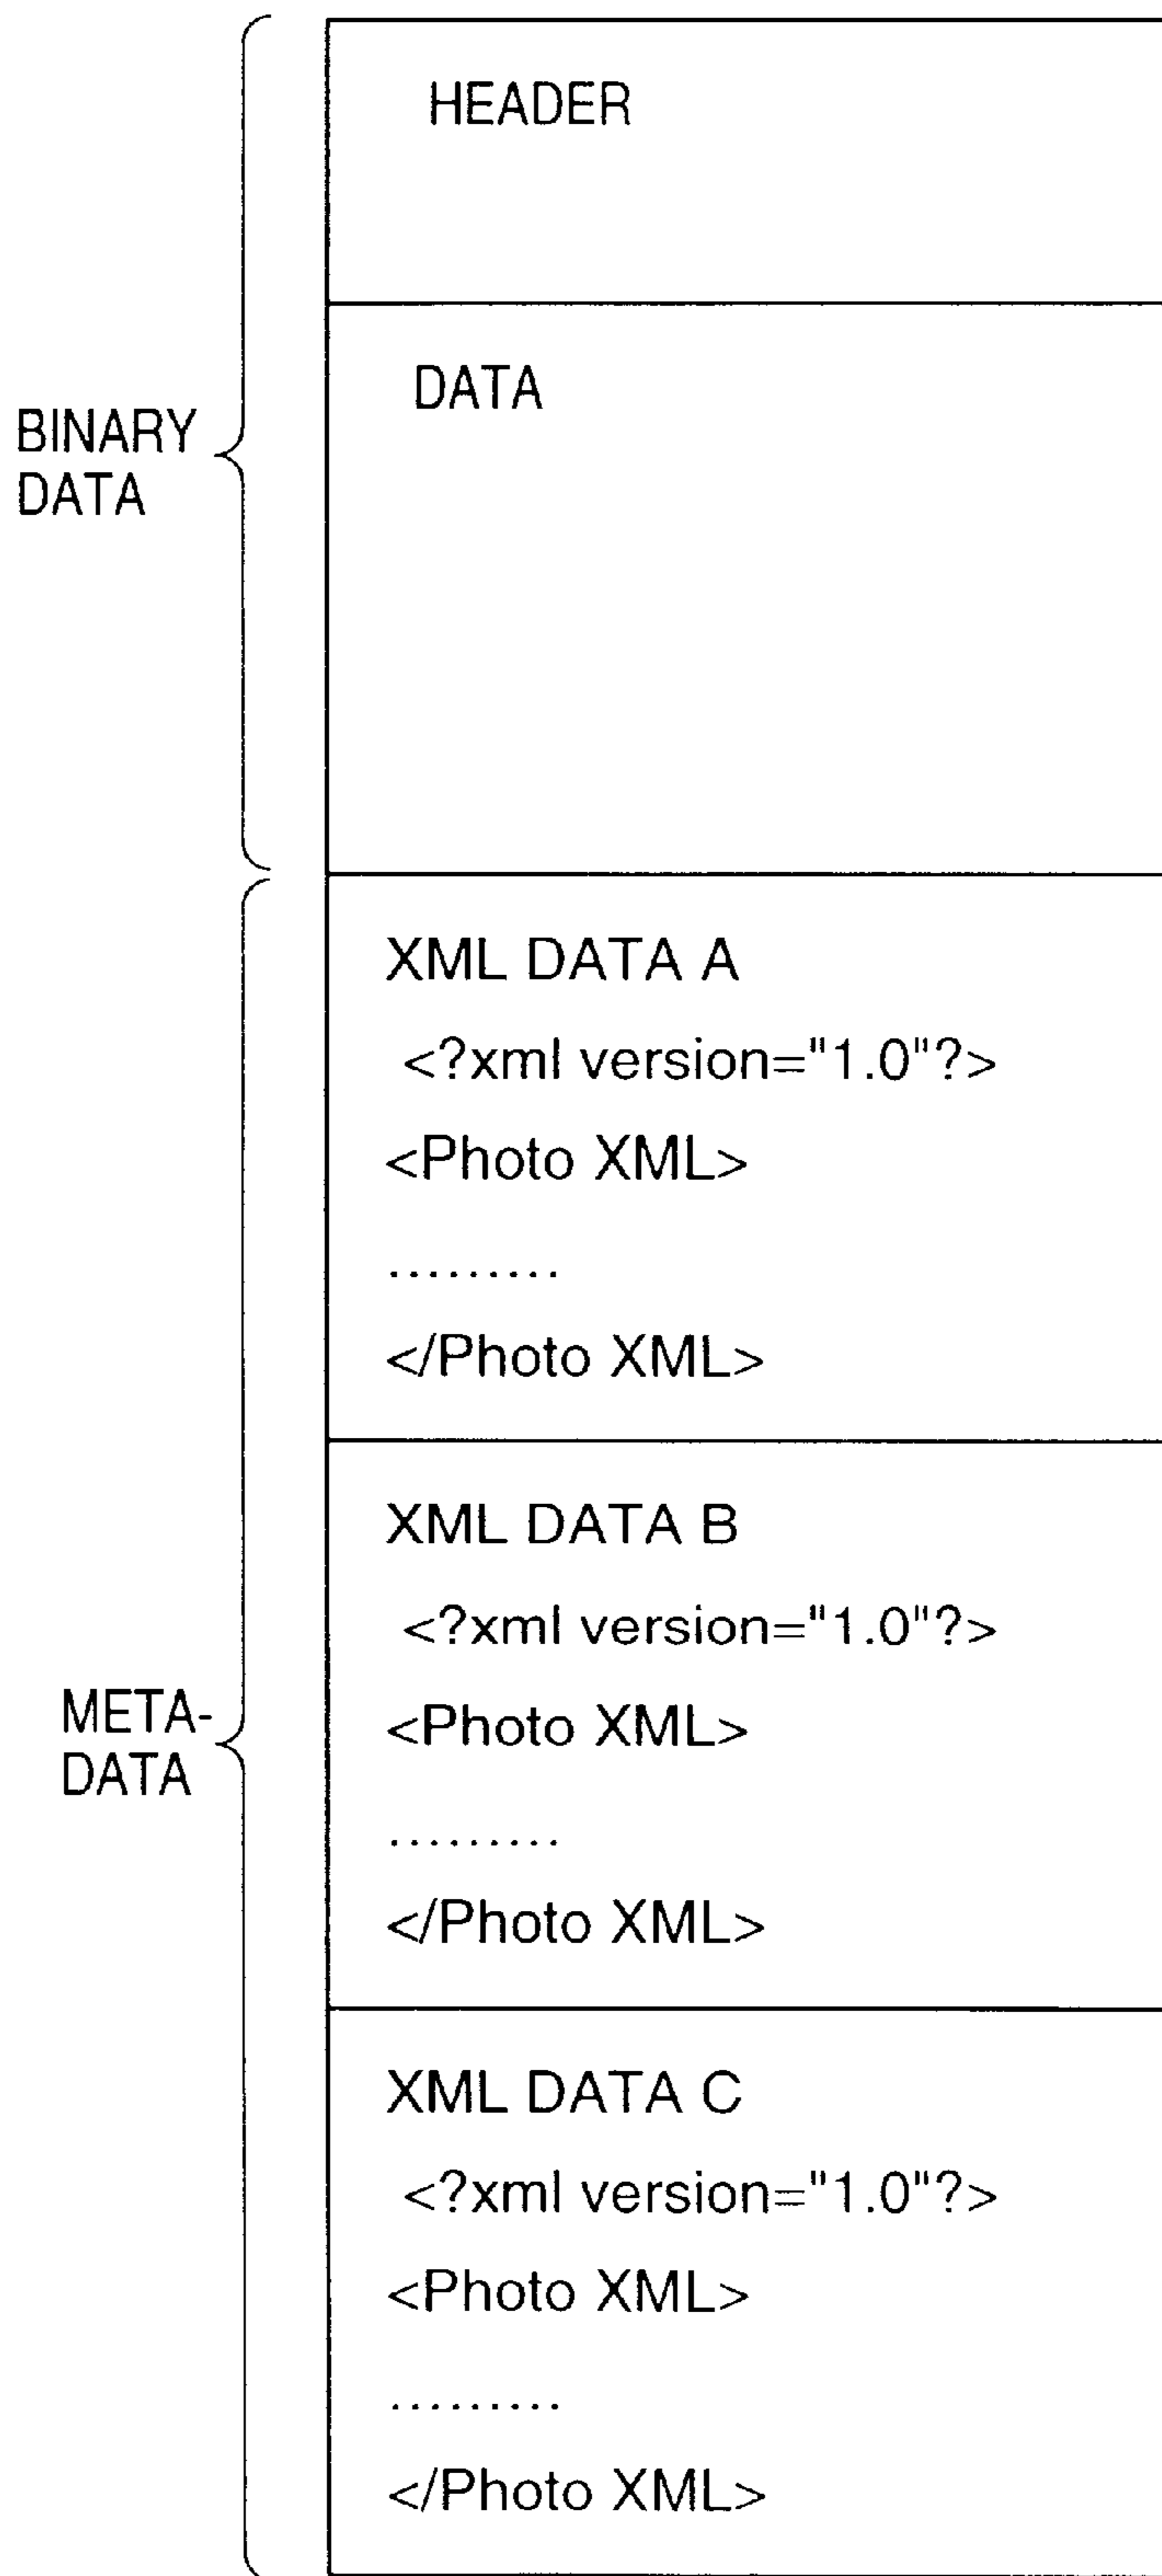 HEADER
DATA
BINARY
DATA
XML DATA A
<?xml version="1.0"?>
<Photo XML>
.........
</Photo XML>
XML DATA B
<?xml version="1.0"?>
<Photo XML>
.........
</Photo XML>
META-
DATA
XML DATA C
<?xml version="1.0"?>
<Photo XML>
.........
</Photo XML>